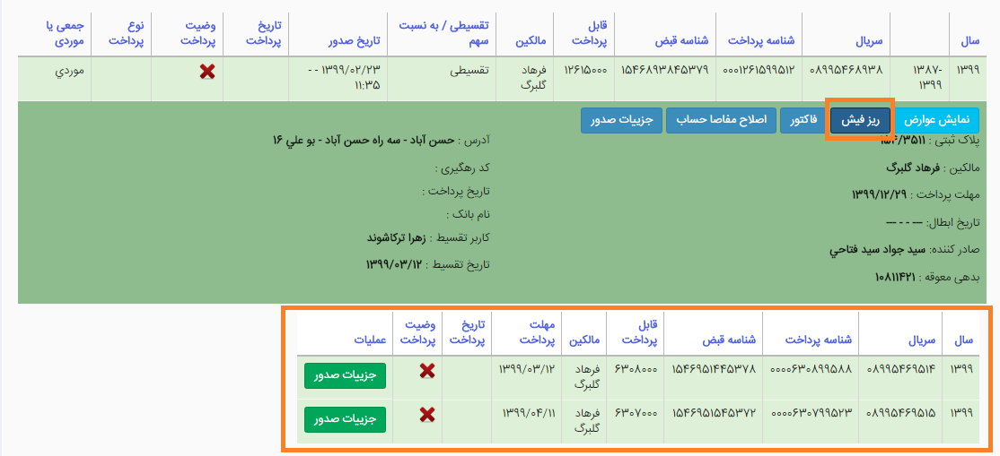 سال سریال شناسه پرداخت شناسه قبض قابل پرداخت مالکین تقسیطی / به نسبت سهم تاریخ صدور تاریخ پرداخت وضیت پرداخت نوع پرداخت جمعی یا موردی
۱۳۹۹ ۱۳۸۷-۱۳۹۹ ۰۸۹۹۵۴۶۸۹۳۸ ۰۰۰۱۲۶۱۵۹۹۵۱۲ ۱۵۴۶۸۹۳۸۴۵۳۷۹ ۱۲۶۱۵۰۰۰ فرهاد گلبرگ تقسیطی ۱۳۹۹/۰۲/۲۳ - - ۱۱:۳۵ موردي
نمایش عوارض ریز فیش فاکتور اصلاح مفاصا حساب جزییات صدور
پلاک ثبتی : ۱۵۴/۳۵۱۱
آدرس : حسن آباد - سه راه حسن آباد - بو علي ۱۶
مالکین : فرهاد گلبرگ
کد رهگیری :
مهلت پرداخت : ۱۳۹۹/۱۲/۲۹
تاریخ پرداخت :
تاریخ ابطال: --- - - ---
نام بانک :
صادر کننده: سيد جواد سيد فتاحي
کاربر تقسیط : زهرا ترکاشوند
بدهی معوقه : ۱۰۸۱۱۴۲۱
تاریخ تقسیط : ۱۳۹۹/۰۳/۱۲
سال سریال شناسه پرداخت شناسه قبض قابل پرداخت مالکین مهلت پرداخت تاریخ پرداخت وضیت پرداخت عملیات
۱۳۹۹ ۰۸۹۹۵۴۶۹۵۱۴ ۰۰۰۰۶۳۰۸۹۹۵۸۸ ۱۵۴۶۹۵۱۴۴۵۳۷۸ ۶۳۰۸۰۰۰ فرهاد گلبرگ ۱۳۹۹/۰۳/۱۲ جزییات صدور
۱۳۹۹ ۰۸۹۹۵۴۶۹۵۱۵ ۰۰۰۰۶۳۰۷۹۹۵۲۳ ۱۵۴۶۹۵۱۵۴۵۳۷۲ ۶۳۰۷۰۰۰ فرهاد گلبرگ ۱۳۹۹/۰۴/۱۱ جزییات صدور